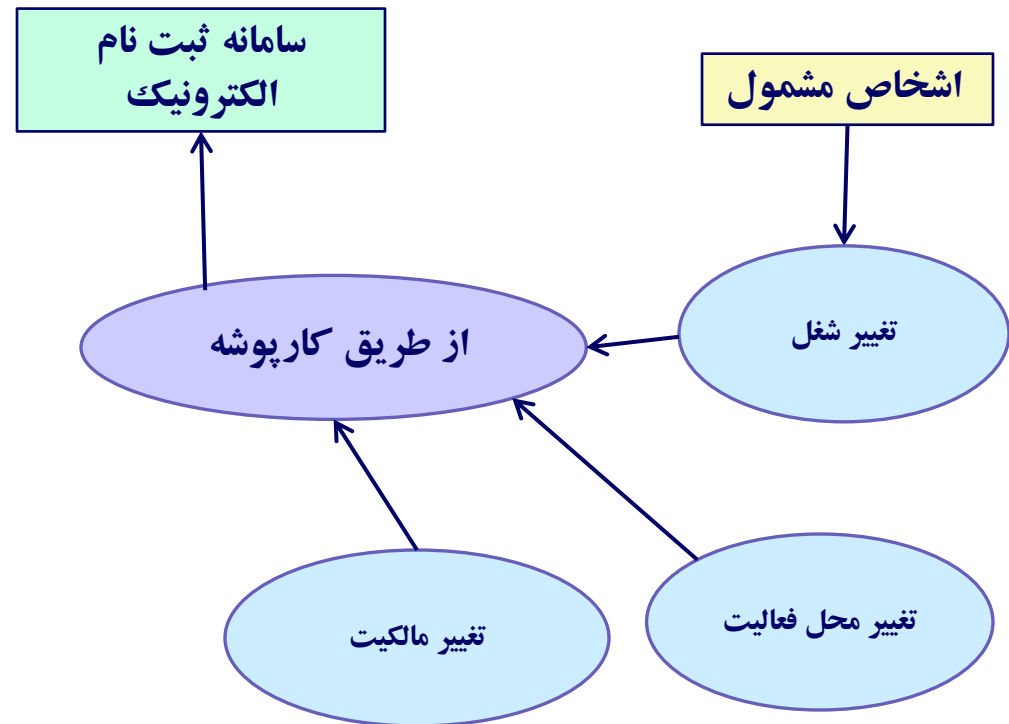 سامانه ثبت نام
الکترونیک
اشخاص مشمول
تغییر شغل
از طریق کارپوشه
تغییر محل فعالیت
تغییر مالکیت